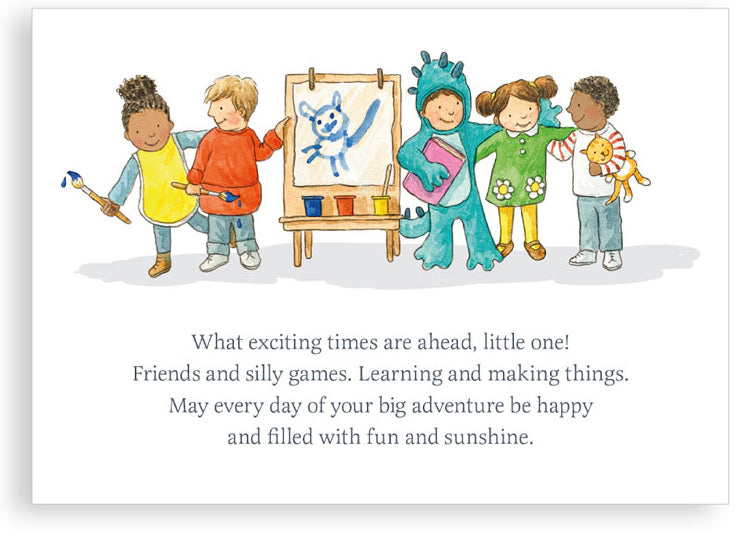 What exciting times are ahead, little one!
Friends and silly games. Learning and making things.
May every day of your big adventure be happy
and filled with fun and sunshine.